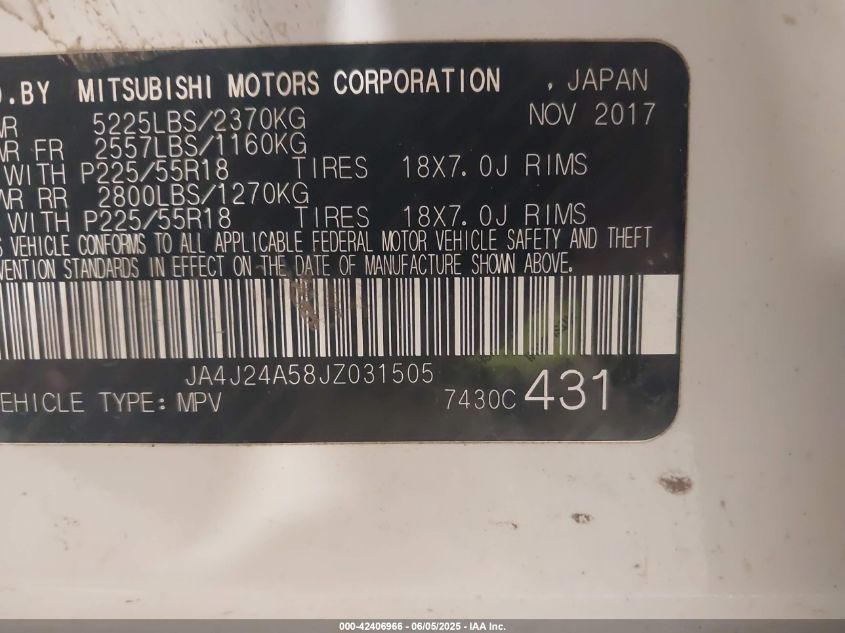 .BY MITSUBISHI MOTORS CORPORATION , JAPAN
NOV 2017
WR 5225LBS/2370KG
WR FR 2557LBS/1160KG
WITH P225/55R18 TIRES 18X7.0J RIMS
WR RR 2800LBS/1270KG
WITH P225/55R18 TIRES 18X7.0J RIMS
S VEHICLE CONFORMS TO ALL APPLICABLE FEDERAL MOTOR VEHICLE SAFETY AND THEFT
VENTION STANDARDS IN EFFECT ON THE DATE OF MANUFACTURE SHOWN ABOVE.
JA4J24A58JZ031505
EHICLE TYPE: MPV 7430C 431
000-42406966 - 06/05/2025 - IAA Inc.